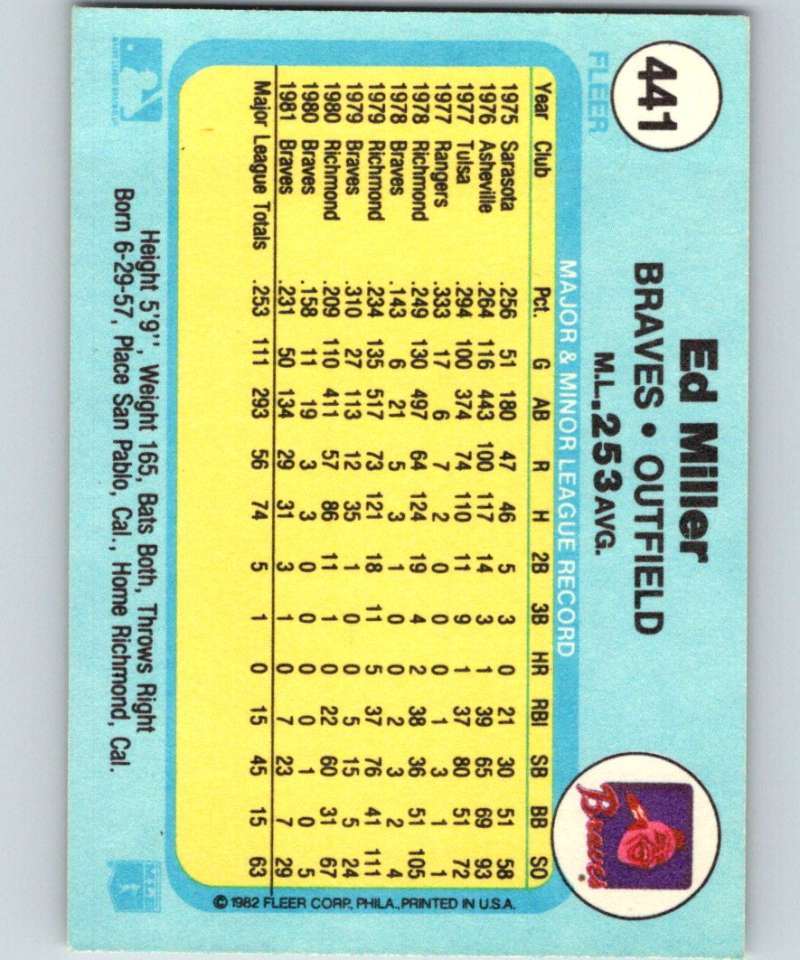 441
FLEER
Ed Miller
BRAVES • OUTFIELD
M.L. .253 AVG.
Braves
MAJOR & MINOR LEAGUE RECORD
Year Club Pct. G AB R H 2B 3B HR RBI SB BB SO
1975 Sarasota .256 51 180 47 46 5 3 0 21 30 51 58
1976 Asheville .264 116 443 100 117 14 3 1 39 65 69 93
1977 Tulsa .294 100 374 74 110 11 9 1 37 80 51 72
1977 Rangers .333 17 6 7 2 0 0 0 1 3 1 1
1978 Richmond .249 130 497 64 124 19 4 2 38 36 51 105
1978 Braves .143 6 21 5 3 1 0 0 2 3 2 4
1979 Richmond .234 135 517 73 121 18 11 5 37 76 41 111
1979 Braves .310 27 113 12 35 1 0 0 5 15 5 24
1980 Richmond .209 110 411 57 86 11 1 0 22 60 31 67
1980 Braves .158 11 19 3 3 0 0 0 0 1 0 5
1981 Braves .231 50 134 29 31 3 1 0 7 23 7 29
Major League Totals .253 111 293 56 74 5 1 0 15 45 15 63
© 1982 FLEER CORP., PHILA., PRINTED IN U.S.A.
Height 5'9'', Weight 165, Bats Both, Throws Right
Born 6-29-57, Place San Pablo, Cal., Home Richmond, Cal.